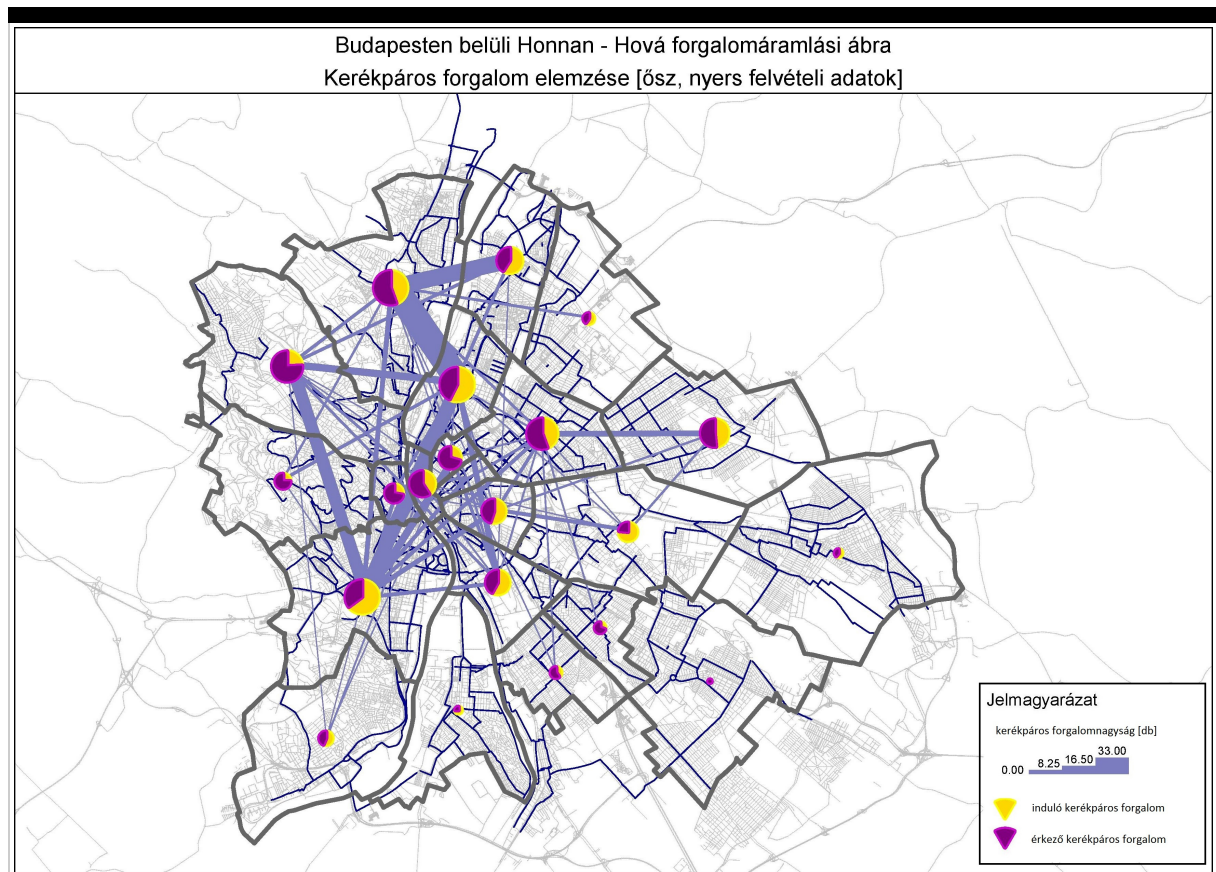 Budapesten belüli Honnan - Hová forgalomáramlási ábra
Kerékpáros forgalom elemzése [ősz, nyers felvételi adatok]
Jelmagyarázat
kerékpáros forgalomnagyság [db]
0.00 8.25 16.50 33.00
induló kerékpáros forgalom
érkező kerékpáros forgalom